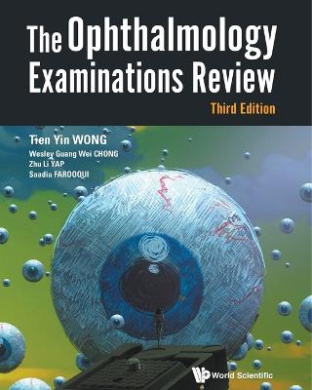 The Ophthalmology
Examinations Review
Third Edition
Tien Yin WONG
Wesley Guang Wei CHONG
Zhu Li YAP
Saadia FAROOQUI
World Scientific